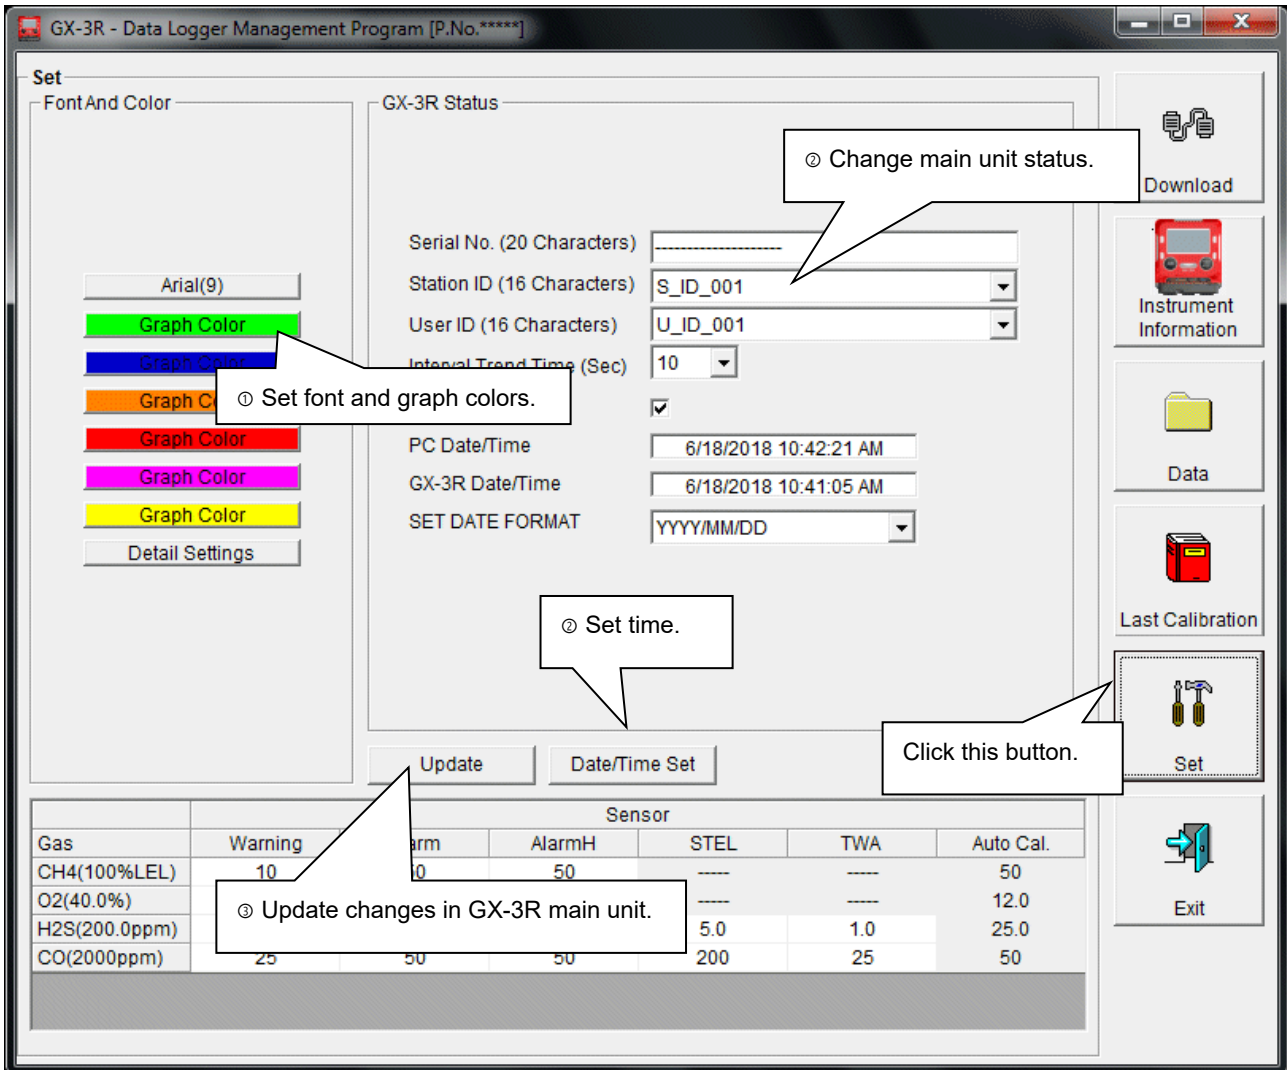 GX-3R - Data Logger Management Program [P.No.*****]
Set
Font And Color
Arial(9)
Graph Color
Graph Color
Graph
Graph Color
Graph Color
Graph Color
Detail Settings
① Set font and graph colors.
GX-3R Status
② Change main unit status.
Serial No. (20 Characters) --------------------
Station ID (16 Characters) S_ID_001
User ID (16 Characters) U_ID_001
Interval Trend Time (Sec) 10
PC Date/Time 6/18/2018 10:42:21 AM
GX-3R Date/Time 6/18/2018 10:41:05 AM
SET DATE FORMAT YYYY/MM/DD
② Set time.
Update Date/Time Set
③ Update changes in GX-3R main unit.
Sensor
Gas Warning AlarmH STEL TWA Auto Cal.
CH4(100%LEL) 10 50 ----- ----- 50
O2(40.0%) ----- ----- 12.0
H2S(200.0ppm) 5.0 1.0 25.0
CO(2000ppm) 25 50 50 200 25 50
Download
Instrument
Information
Data
Last Calibration
Click this button.
Set
Exit